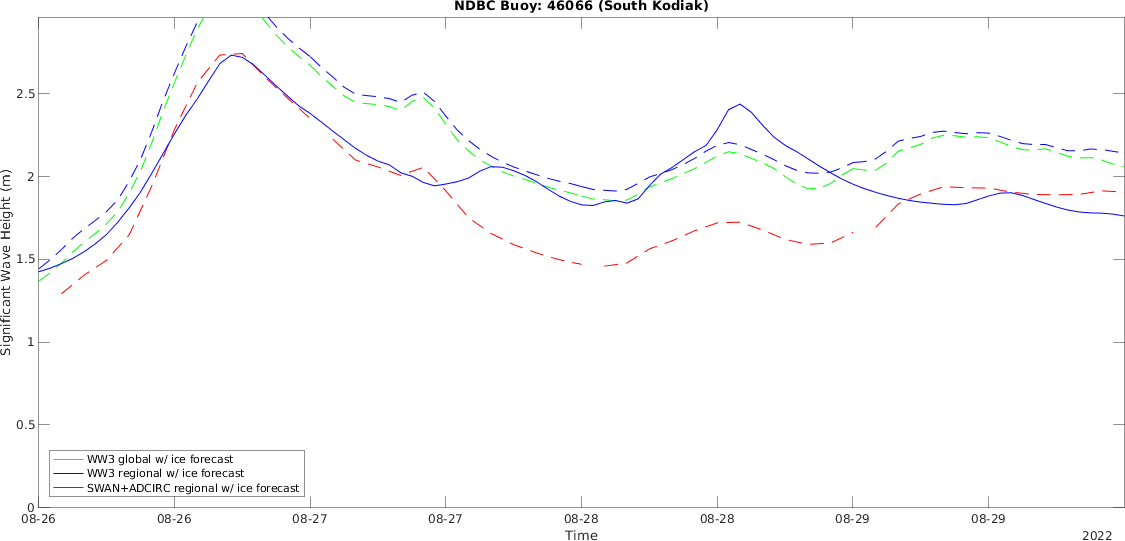 NDBC Buoy: 46066 (South Kodiak)
Significant Wave Height (m)
2.5
2
1.5
1
0.5
0
WW3 global w/ ice forecast
WW3 regional w/ ice forecast
SWAN+ADCIRC regional w/ ice forecast
08-26 08-26 08-27 08-27 08-28 08-28 08-29 08-29
Time
2022